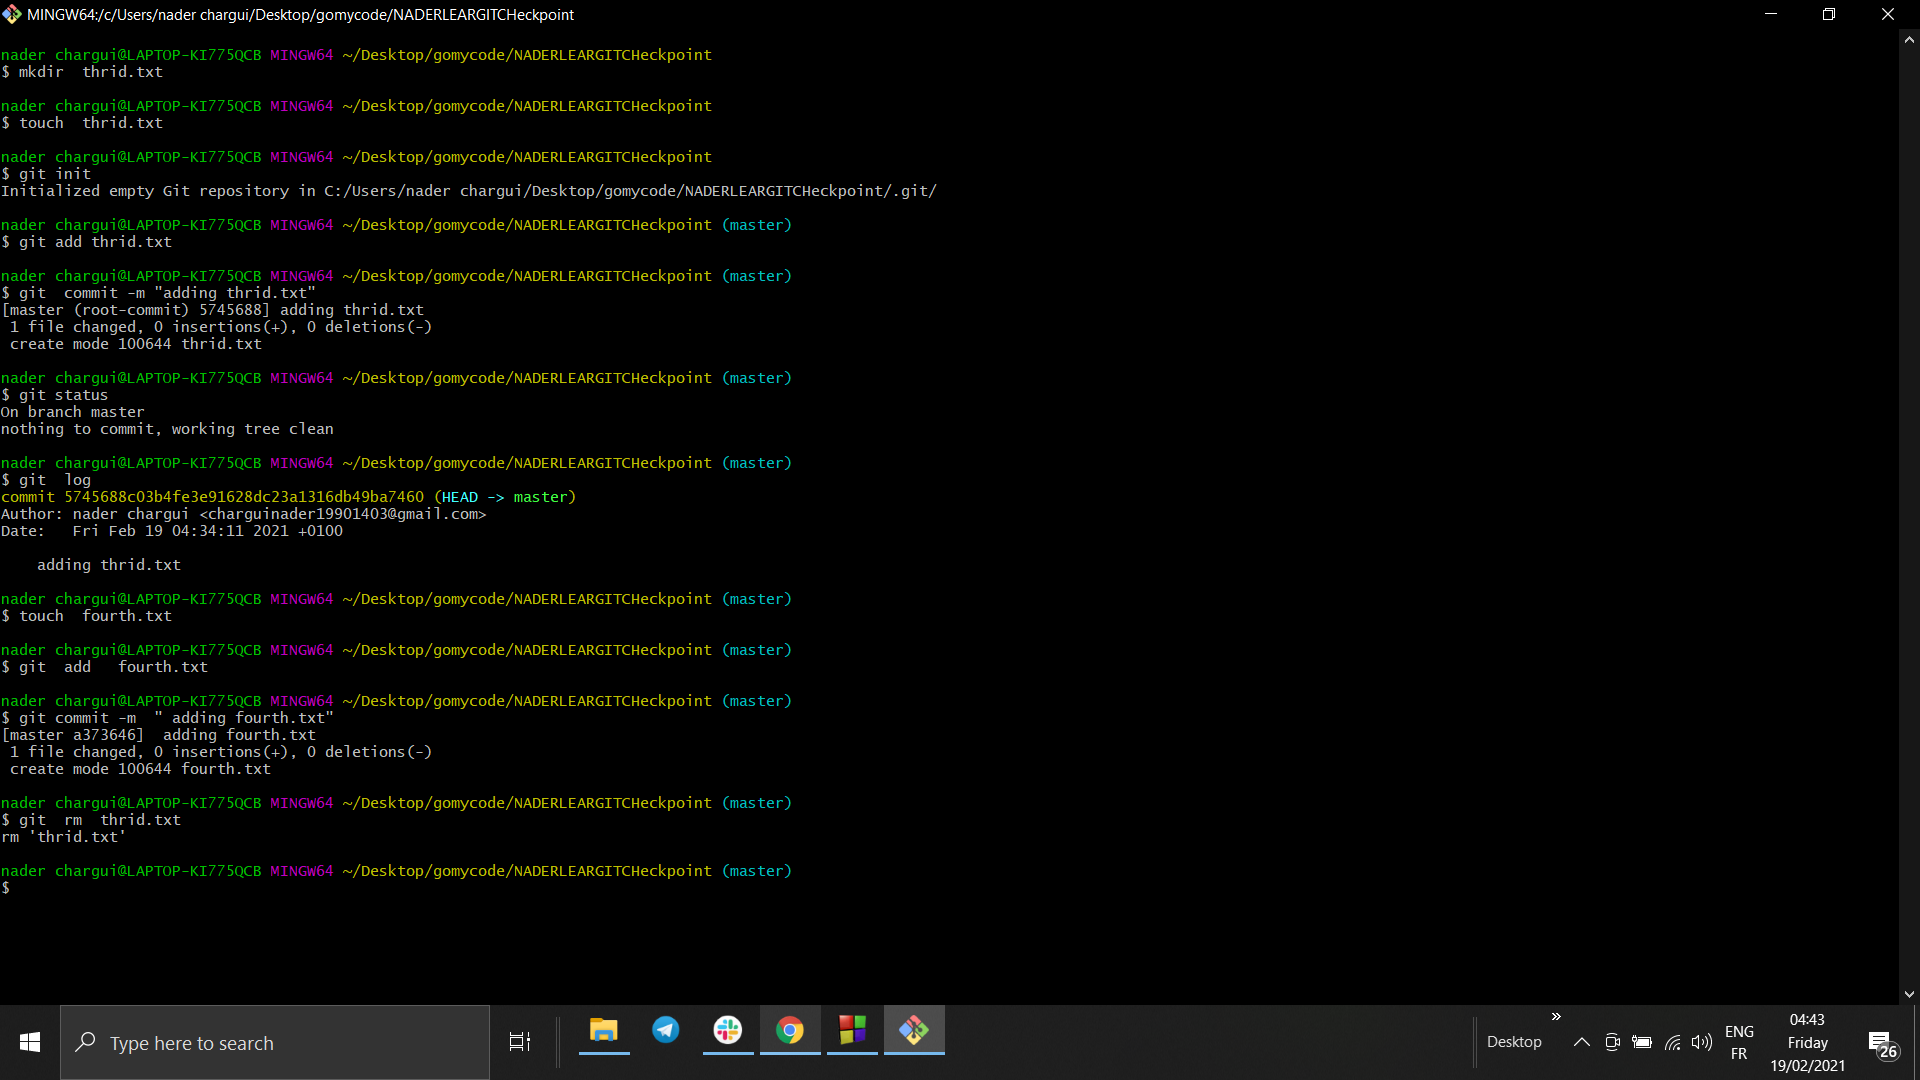 MINGW64:/c/Users/nader chargui/Desktop/gomycode/NADERLEARGITCHeckpoint
nader chargui@LAPTOP-KI775QCB MINGW64 ~/Desktop/gomycode/NADERLEARGITCHeckpoint
$ mkdir  thrid.txt
nader chargui@LAPTOP-KI775QCB MINGW64 ~/Desktop/gomycode/NADERLEARGITCHeckpoint
$ touch  thrid.txt
nader chargui@LAPTOP-KI775QCB MINGW64 ~/Desktop/gomycode/NADERLEARGITCHeckpoint
$ git init
Initialized empty Git repository in C:/Users/nader chargui/Desktop/gomycode/NADERLEARGITCHeckpoint/.git/
nader chargui@LAPTOP-KI775QCB MINGW64 ~/Desktop/gomycode/NADERLEARGITCHeckpoint (master)
$ git add thrid.txt
nader chargui@LAPTOP-KI775QCB MINGW64 ~/Desktop/gomycode/NADERLEARGITCHeckpoint (master)
$ git  commit -m "adding thrid.txt"
[master (root-commit) 5745688] adding thrid.txt
 1 file changed, 0 insertions(+), 0 deletions(-)
 create mode 100644 thrid.txt
nader chargui@LAPTOP-KI775QCB MINGW64 ~/Desktop/gomycode/NADERLEARGITCHeckpoint (master)
$ git status
On branch master
nothing to commit, working tree clean
nader chargui@LAPTOP-KI775QCB MINGW64 ~/Desktop/gomycode/NADERLEARGITCHeckpoint (master)
$ git  log
commit 5745688c03b4fe3e91628dc23a1316db49ba7460 (HEAD -> master)
Author: nader chargui <charguinader19901403@gmail.com>
Date:   Fri Feb 19 04:34:11 2021 +0100
    adding thrid.txt
nader chargui@LAPTOP-KI775QCB MINGW64 ~/Desktop/gomycode/NADERLEARGITCHeckpoint (master)
$ touch  fourth.txt
nader chargui@LAPTOP-KI775QCB MINGW64 ~/Desktop/gomycode/NADERLEARGITCHeckpoint (master)
$ git  add   fourth.txt
nader chargui@LAPTOP-KI775QCB MINGW64 ~/Desktop/gomycode/NADERLEARGITCHeckpoint (master)
$ git commit -m  " adding fourth.txt"
[master a373646]  adding fourth.txt
 1 file changed, 0 insertions(+), 0 deletions(-)
 create mode 100644 fourth.txt
nader chargui@LAPTOP-KI775QCB MINGW64 ~/Desktop/gomycode/NADERLEARGITCHeckpoint (master)
$ git  rm  thrid.txt
rm 'thrid.txt'
nader chargui@LAPTOP-KI775QCB MINGW64 ~/Desktop/gomycode/NADERLEARGITCHeckpoint (master)
$
Type here to search
Desktop
»
ENG
FR
04:43
Friday
19/02/2021
26